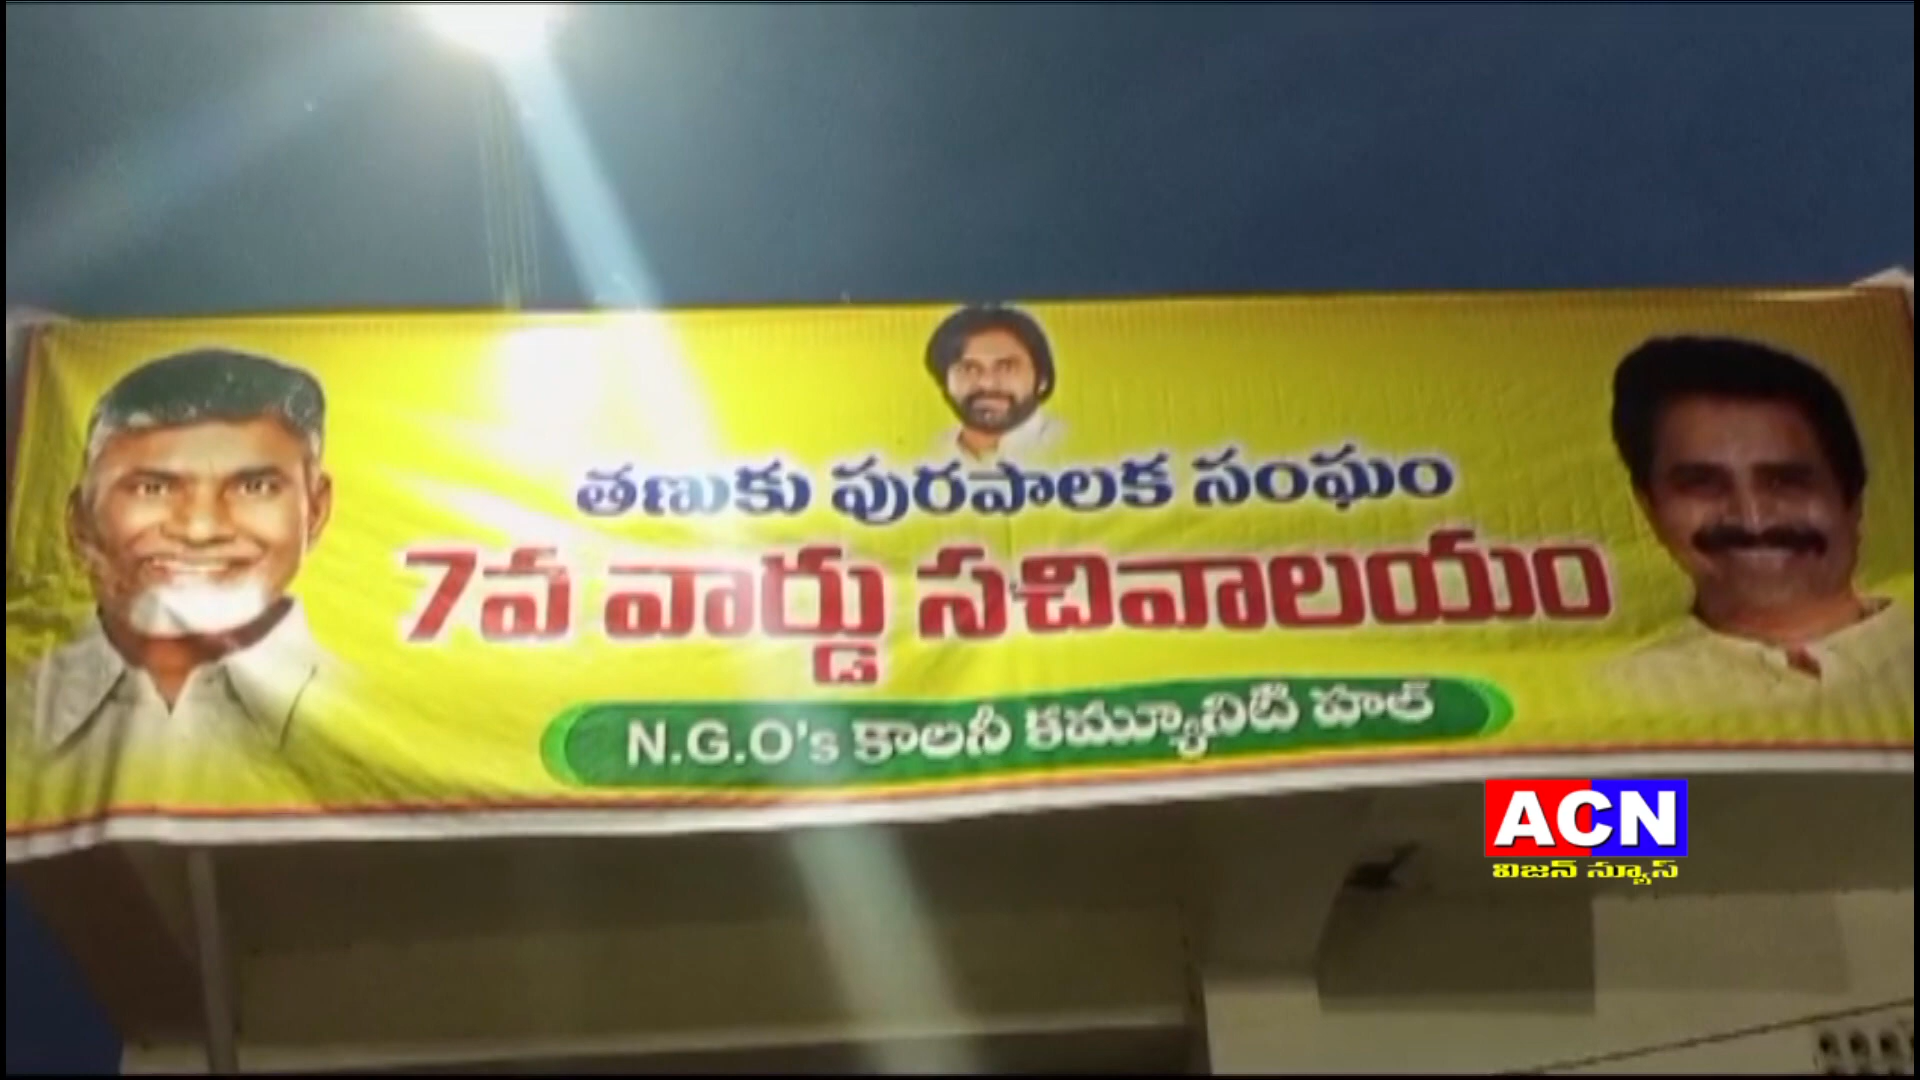 తణుకు పురపాలక సంఘం
7వ వార్డు సచివాలయం
N.G.O's కాలనీ కమ్యూనిటీ హాల్
ACN
విజన్ న్యూస్